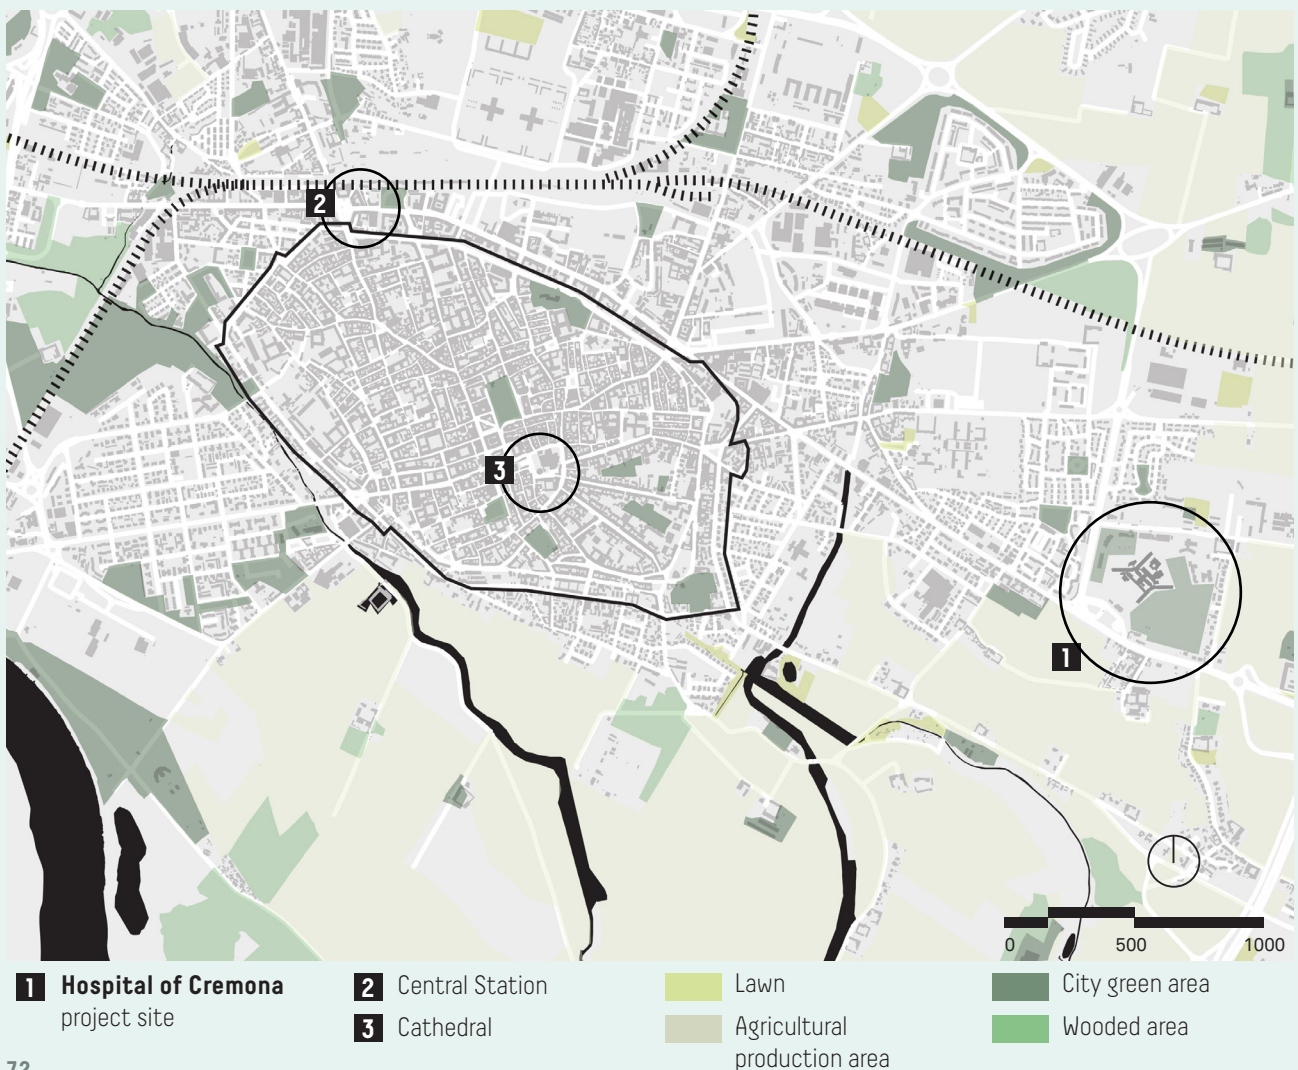 2
3
1
0 500 1000
1 Hospital of Cremona
project site
2 Central Station
3 Cathedral
Lawn
Agricultural
production area
City green area
Wooded area
72